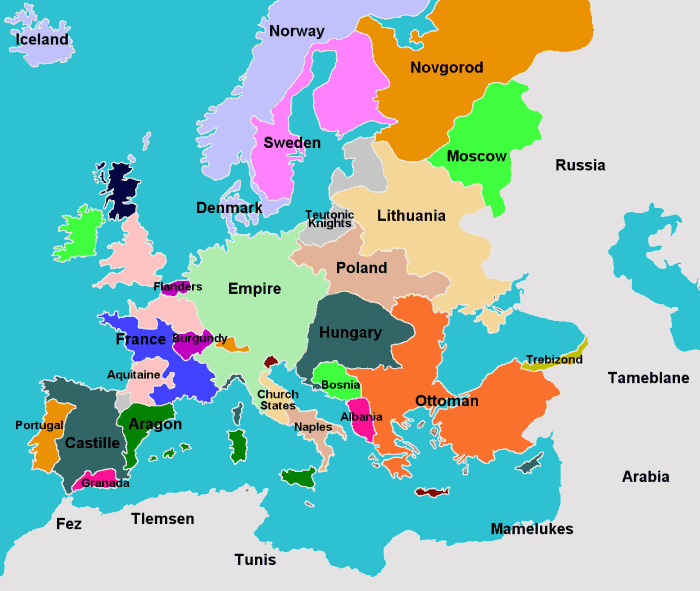 Iceland
Norway
Novgorod
Sweden
Moscow
Russia
Denmark
Teutonic
Knights
Lithuania
Poland
Flanders
Empire
France
Burgundy
Hungary
Trebizond
Aquitaine
Bosnia
Tameblane
Church
States
Ottoman
Portugal
Aragon
Albania
Naples
Castille
Granada
Arabia
Fez
Tlemsen
Mamelukes
Tunis